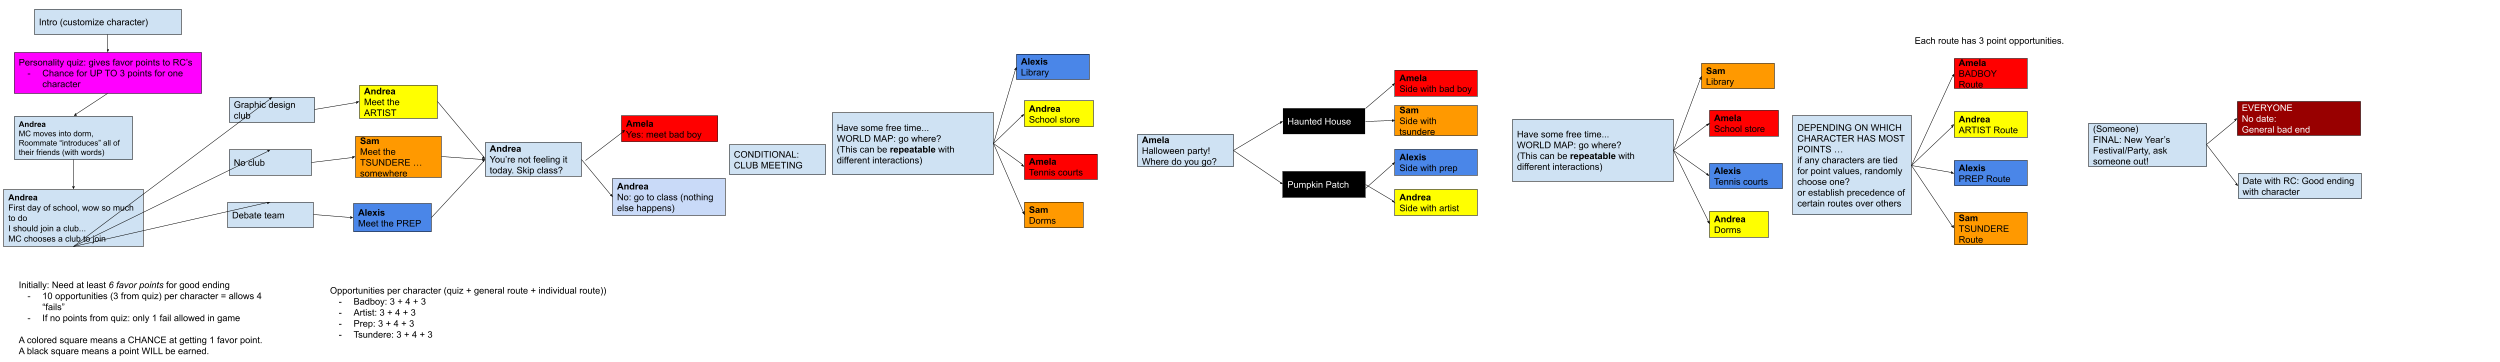 Intro (customize character)
Personality quiz: gives favor points to RC's
- Chance for UP TO 3 points for one
character
Andrea
MC moves into dorm,
Roommate “introduces” all of
their friends (with words)
Andrea
First day of school, wow so much
to do
I should join a club...
MC chooses a club to join
Graphic design
club
No club
Debate team
Andrea
Meet the
ARTIST
Sam
Meet the
TSUNDERE …
somewhere
Alexis
Meet the PREP
Andrea
You’re not feeling it
today. Skip class?
Amela
Yes: meet bad boy
Andrea
No: go to class (nothing
else happens)
CONDITIONAL:
CLUB MEETING
Have some free time...
WORLD MAP: go where?
(This can be repeatable with
different interactions)
Alexis
Library
Andrea
School store
Amela
Tennis courts
Sam
Dorms
Amela
Halloween party!
Where do you go?
Haunted House
Pumpkin Patch
Amela
Side with bad boy
Sam
Side with
tsundere
Alexis
Side with prep
Andrea
Side with artist
Have some free time...
WORLD MAP: go where?
(This can be repeatable with
different interactions)
Sam
Library
Amela
School store
Alexis
Tennis courts
Andrea
Dorms
Each route has 3 point opportunities.
DEPENDING ON WHICH
CHARACTER HAS MOST
POINTS …
if any characters are tied
for point values, randomly
choose one?
or establish precedence of
certain routes over others
Amela
BADBOY
Route
Andrea
ARTIST Route
Alexis
PREP Route
Sam
TSUNDERE
Route
(Someone)
FINAL: New Year’s
Festival/Party, ask
someone out!
EVERYONE
No date:
General bad end
Date with RC: Good ending
with character
Initially: Need at least 6 favor points for good ending
- 10 opportunities (3 from quiz) per character = allows 4
“fails”
- If no points from quiz: only 1 fail allowed in game
A colored square means a CHANCE at getting 1 favor point.
A black square means a point WILL be earned.
Opportunities per character (quiz + general route + individual route))
- Badboy: 3 + 4 + 3
- Artist: 3 + 4 + 3
- Prep: 3 + 4 + 3
- Tsundere: 3 + 4 + 3